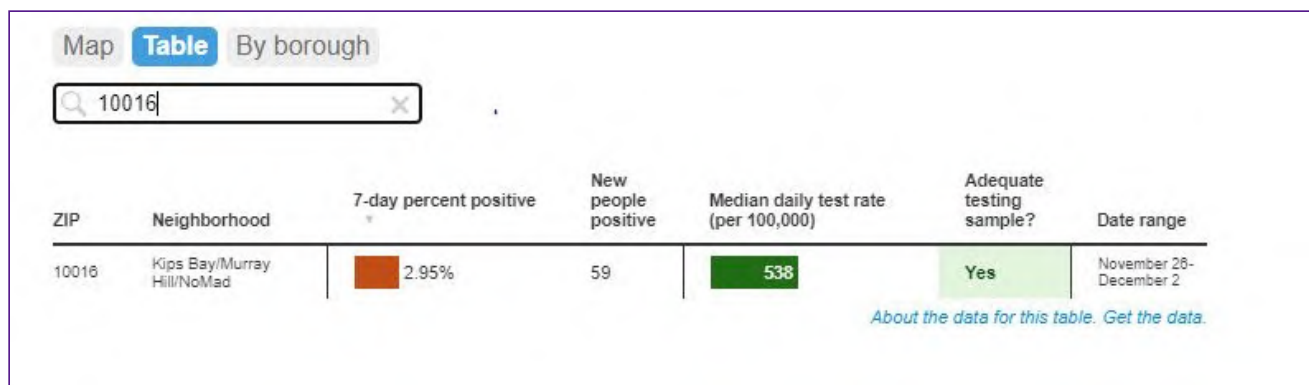 Map Table By borough
10016
ZIP Neighborhood 7-day percent positive New people positive Median daily test rate (per 100,000) Adequate testing sample? Date range
10016 Kips Bay/Murray Hill/NoMad 2.95% 59 538 Yes November 26-December 2
About the data for this table. Get the data.